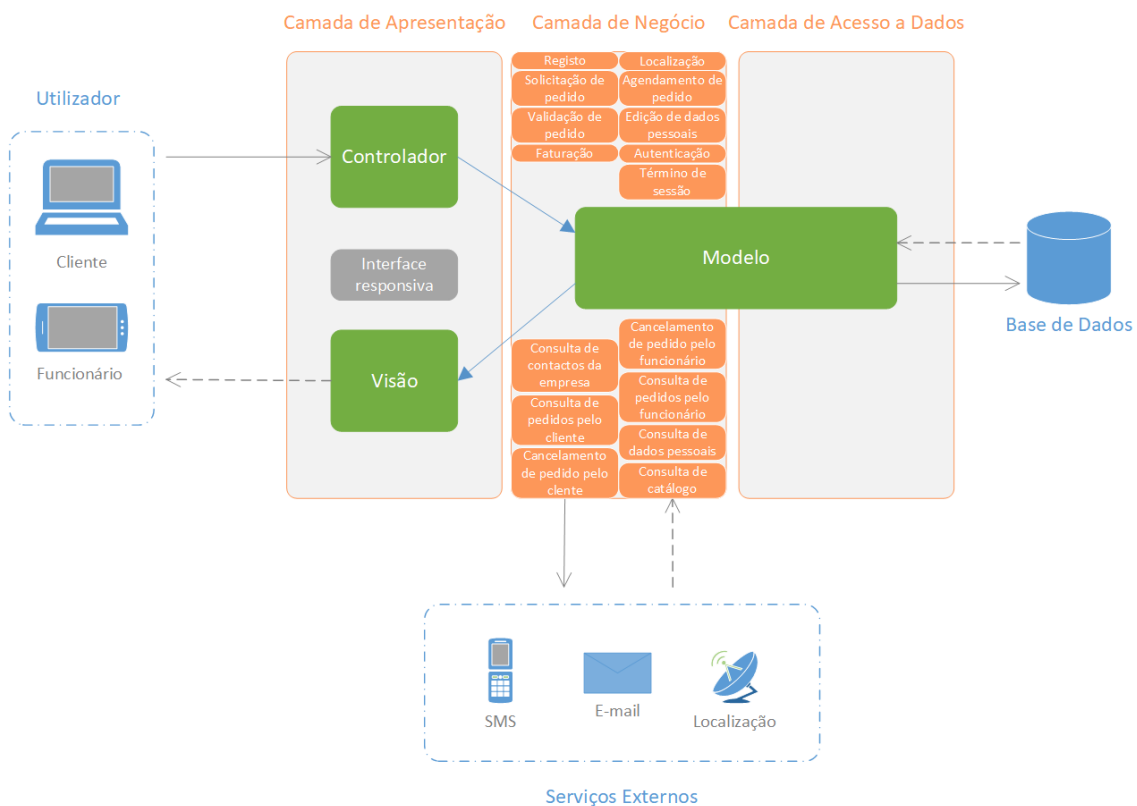 Camada de Apresentação
Camada de Negócio
Camada de Acesso a Dados
Utilizador
Cliente
Funcionário
Controlador
Interface
responsiva
Visão
Registo
Solicitação de
pedido
Validação de
pedido
Faturação
Localização
Agendamento de
pedido
Edição de dados
pessoais
Autenticação
Término de
sessão
Modelo
Base de Dados
Consulta de
contactos da
empresa
Consulta de
pedidos pelo
cliente
Cancelamento
de pedido pelo
clente
Cancelamento
de pedido pelo
funcionário
Consulta de
pedidos pelo
funcionário
Consulta de
dados pessoais
Consulta de
catálogo
SMS
E-mail
Localização
Serviços Externos